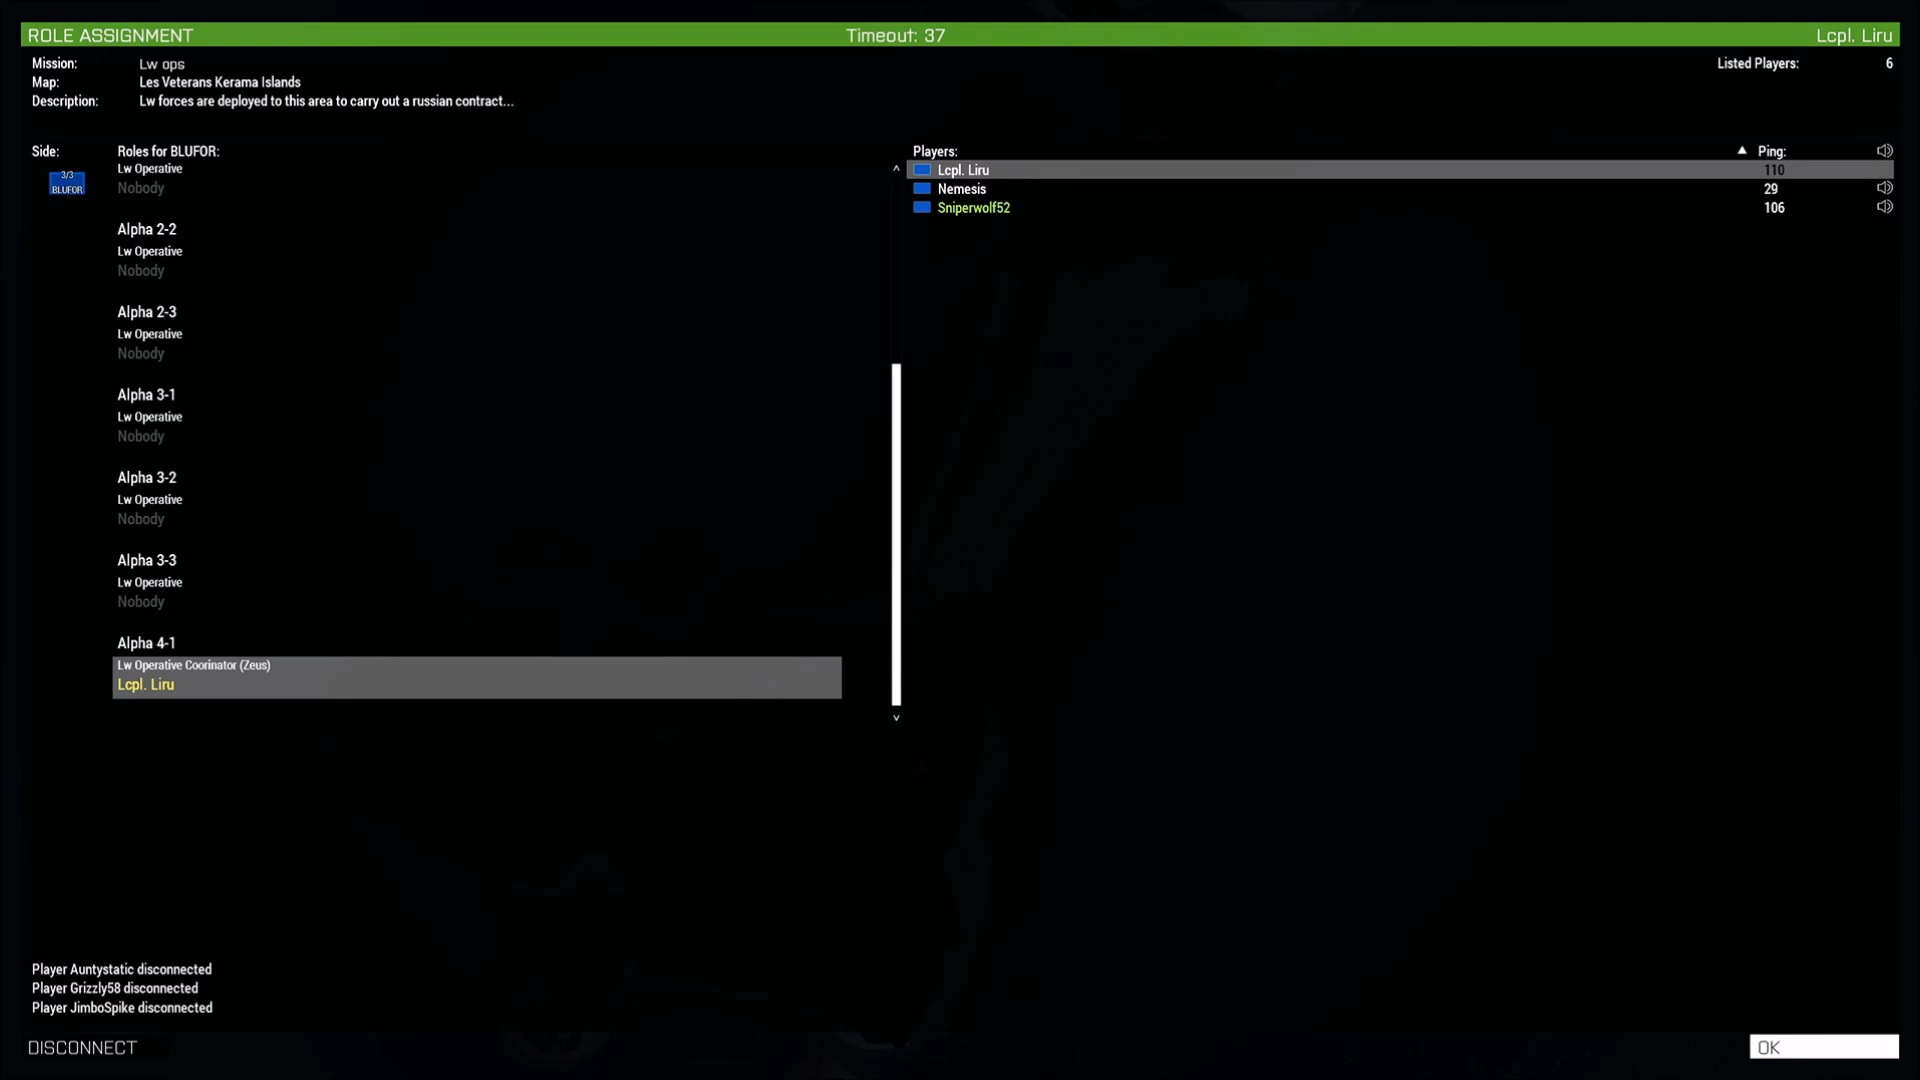 ROLE ASSIGNMENT Timeout: 37 Lcpl. Liru
Mission: Lw ops Listed Players: 6
Map: Les Veterans Kerama Islands
Description: Lw forces are deployed to this area to carry out a russian contract...
Side: Roles for BLUFOR: Players: Ping:
3/3
BLUFOR
Lw Operative
Nobody
Alpha 2-2
Lw Operative
Nobody
Alpha 2-3
Lw Operative
Nobody
Alpha 3-1
Lw Operative
Nobody
Alpha 3-2
Lw Operative
Nobody
Alpha 3-3
Lw Operative
Nobody
Alpha 4-1
Lw Operative Coorinator (Zeus)
Lcpl. Liru
Lcpl. Liru 110
Nemesis 29
Sniperwolf52 106
Player Auntystatic disconnected
Player Grizzly58 disconnected
Player JimboSpike disconnected
DISCONNECT OK